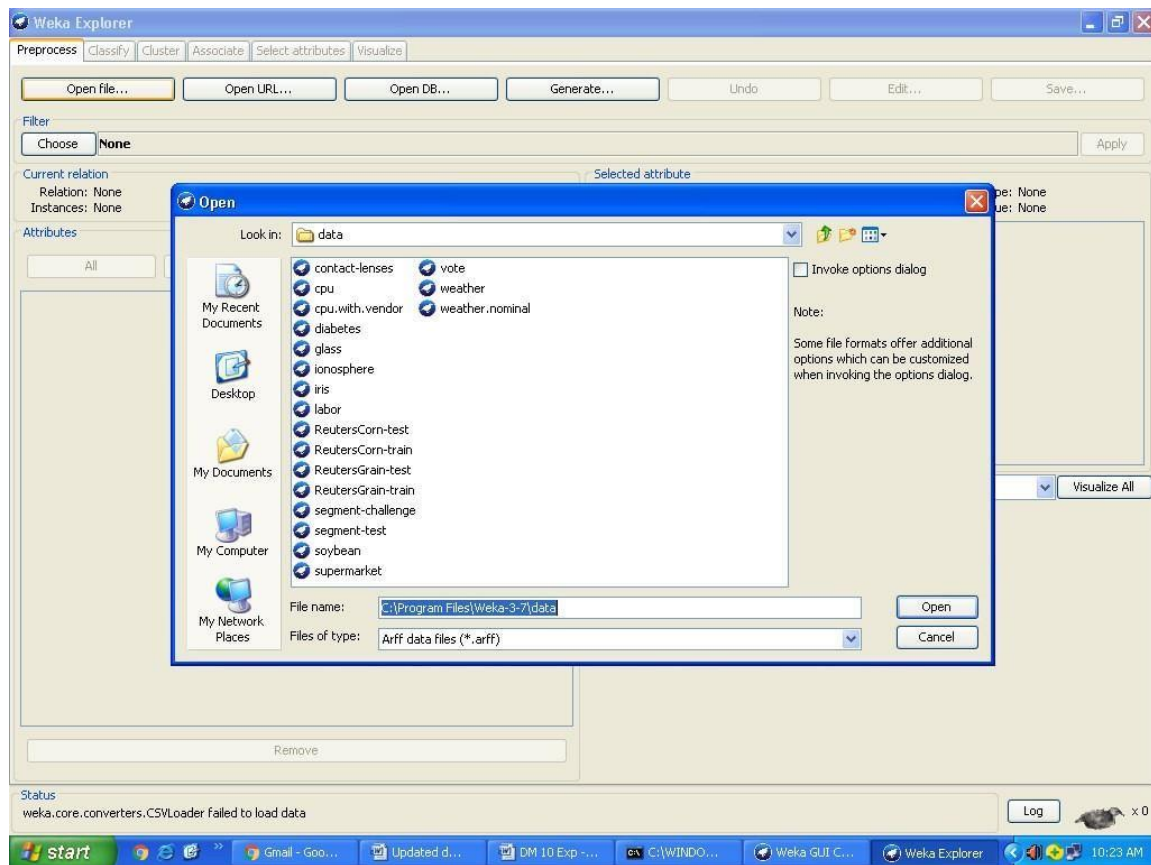 Weka Explorer
Preprocess Classify Cluster Associate Select attributes Visualize
Open file... Open URL... Open DB... Generate... Undo Edit... Save...
Filter
Choose None Apply
Current relation
Relation: None
Instances: None
Selected attribute
pe: None
ue: None
Attributes
All
Open
Look in: data
My Recent Documents
Desktop
My Documents
My Computer
My Network Places
contact-lenses
cpu
cpu.with.vendor
diabetes
glass
ionosphere
iris
labor
ReutersCorn-test
ReutersCorn-train
ReutersGrain-test
ReutersGrain-train
segment-challenge
segment-test
soybean
supermarket
vote
weather
weather.nominal
Invoke options dialog
Note:
Some file formats offer additional
options which can be customized
when invoking the options dialog.
File name: C:\Program Files\Weka-3-7\data Open
Files of type: Arff data files (*.arff) Cancel
Visualize All
Remove
Status
weka.core.converters.CSVLoader failed to load data
Log x 0
start Gmail - Goo... Updated d... DM 10 Exp -... C:\WINDO... Weka GUI C... Weka Explorer 10:23 AM